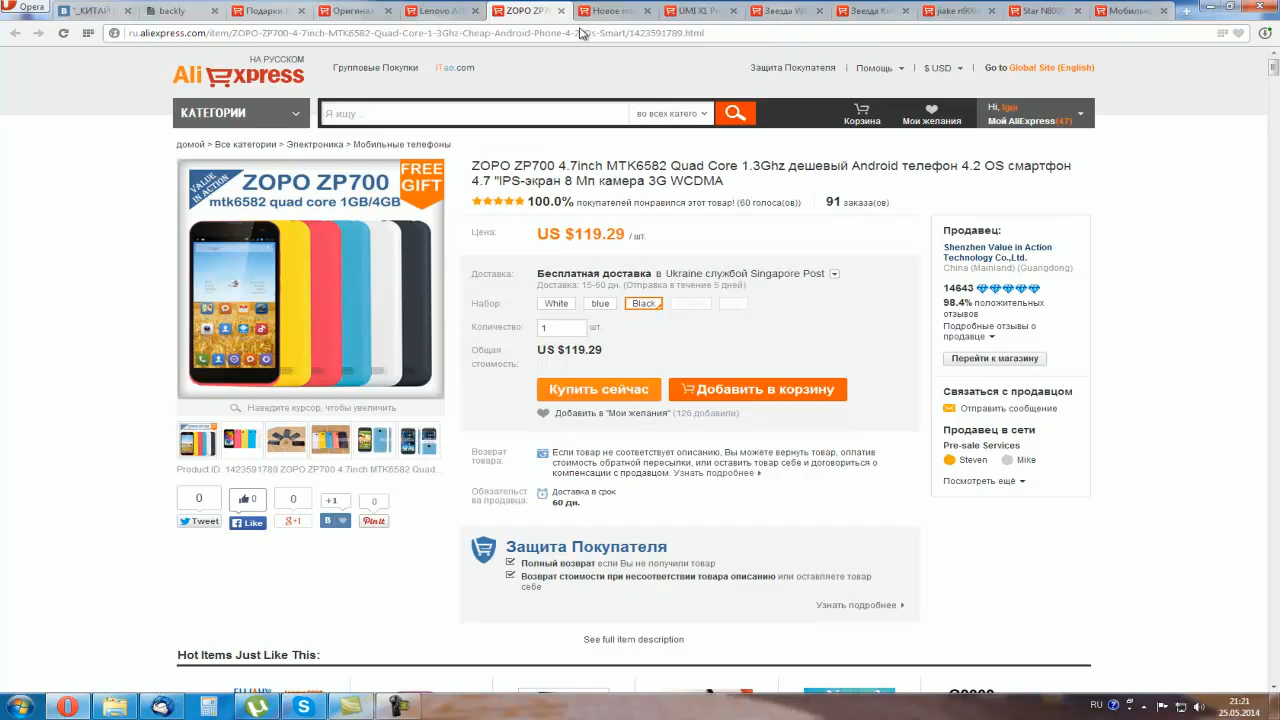 Opera
"_КИТАЙ р
backly
Подарки
Оригинал
Lenovo A
ZOPO ZP7
Новое мо
UMI X1 Pro
Звезда W
Звезда Kin
jiake n900
Star N8005
Мобильн
ru.aliexpress.com/item/ZOPO-ZP700-4-7inch-MTK6582-Quad-Core-1-3Ghz-Cheap-Android-Phone-4-2-Os-Smart/1423591789.html
НА РУССКОМ
AliExpress
Групповые Покупки
iTao.com
Защита Покупателя
Помощь
$ USD
Go to Global Site (English)
КАТЕГОРИИ
Я ищу...
во всех катего
Корзина
Мои желания
Hi, Igor
Мой AliExpress(47)
домой > Все категории > Электроника > Мобильные телефоны
FREE GIFT
VALUE IN ACTION
ZOPO ZP700
mtk6582 quad core 1GB/4GB
ZOPO ZP700 4.7inch MTK6582 Quad Core 1.3Ghz дешевый Android телефон 4.2 OS смартфон
4.7 "IPS-экран 8 Мп камера 3G WCDMA
100.0% покупателей понравился этот товар! (60 голоса(ов))
91 заказа(ов)
Цена:
US $119.29 / шт.
Доставка:
Бесплатная доставка в Ukraine службой Singapore Post
Доставка: 15-60 дн. (Отправка в течение 5 дней)
Набор:
White
blue
Black
Количество:
1
шт.
Общая
стоимость:
US $119.29
Купить сейчас
Добавить в корзину
Добавить в "Мои желания" (126 добавили)
Наведите курсор, чтобы увеличить
Product ID: 1423591789 ZOPO ZP700 4.7inch MTK6582 Quad...
0
0
0
+1
0
Tweet
Like
g+1
B
Pin it
Возврат
товара:
Если товар не соответствует описанию, Вы можете вернуть товар, оплатив
стоимость обратной пересылки, или оставить товар себе и договориться о
компенсации с продавцом. Узнать подробнее
Обязательст
ва продавца:
Доставка в срок
60 дн.
Защита Покупателя
Полный возврат если Вы не получили товар
Возврат стоимости при несоответствии товара описанию или оставляете товар
себе
Узнать подробнее
Продавец:
Shenzhen Value in Action
Technology Co.,Ltd.
China (Mainland) (Guangdong)
14643
98.4% положительных
отзывов
Подробные отзывы о
продавце
Перейти к магазину
Связаться с продавцом
Отправить сообщение
Продавец в сети
Pre-sale Services
Steven
Mike
Посмотреть ещё
See full item description
Hot Items Just Like This:
RU
21:21
25.05.2014